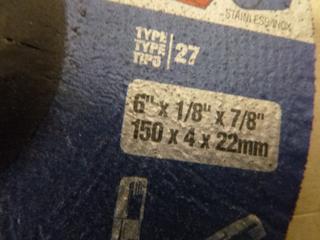 STAINLESS/INOX
TYPE
TYPE 27
TIPO
6" x 1/8" x 7/8"
150 x 4 x 22mm